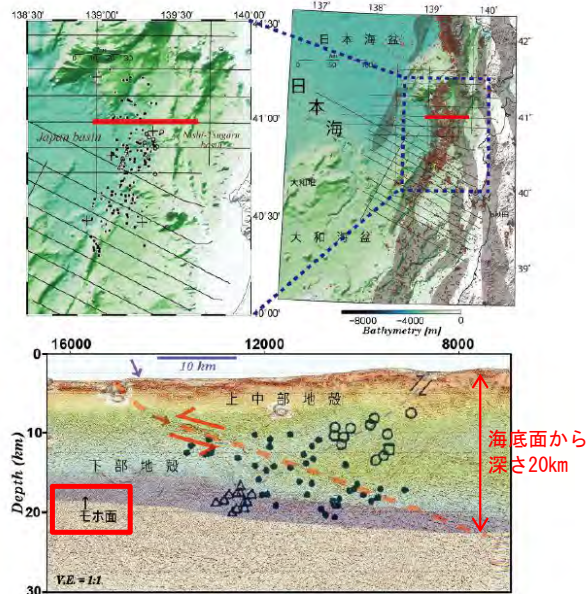 138°30' 139°00' 139°30' 140°00'
41°30'
41°00'
40°30'
40°00'
Japan basin
Nishi-Tsugaru
137° 138° 139° 140°
42°
41°
40°
39°
日本海盆
日本海
大和堆
大和海盆
-8000 -4000 0
Bathymetry [m]
16000 12000 8000
10 km
0
10
20
30
Depth (km)
上中部地殻
下部地殻
モホ面
海底面から
深さ20km
V.E. = 1:1